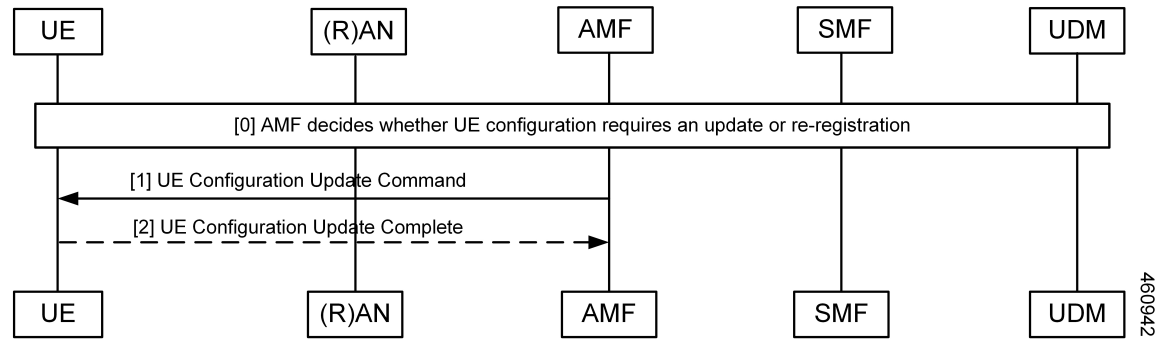 UE
(R)AN
AMF
SMF
UDM
[0] AMF decides whether UE configuration requires an update or re-registration
[1] UE Configuration Update Command
[2] UE Configuration Update Complete
UE
(R)AN
AMF
SMF
UDM
460942